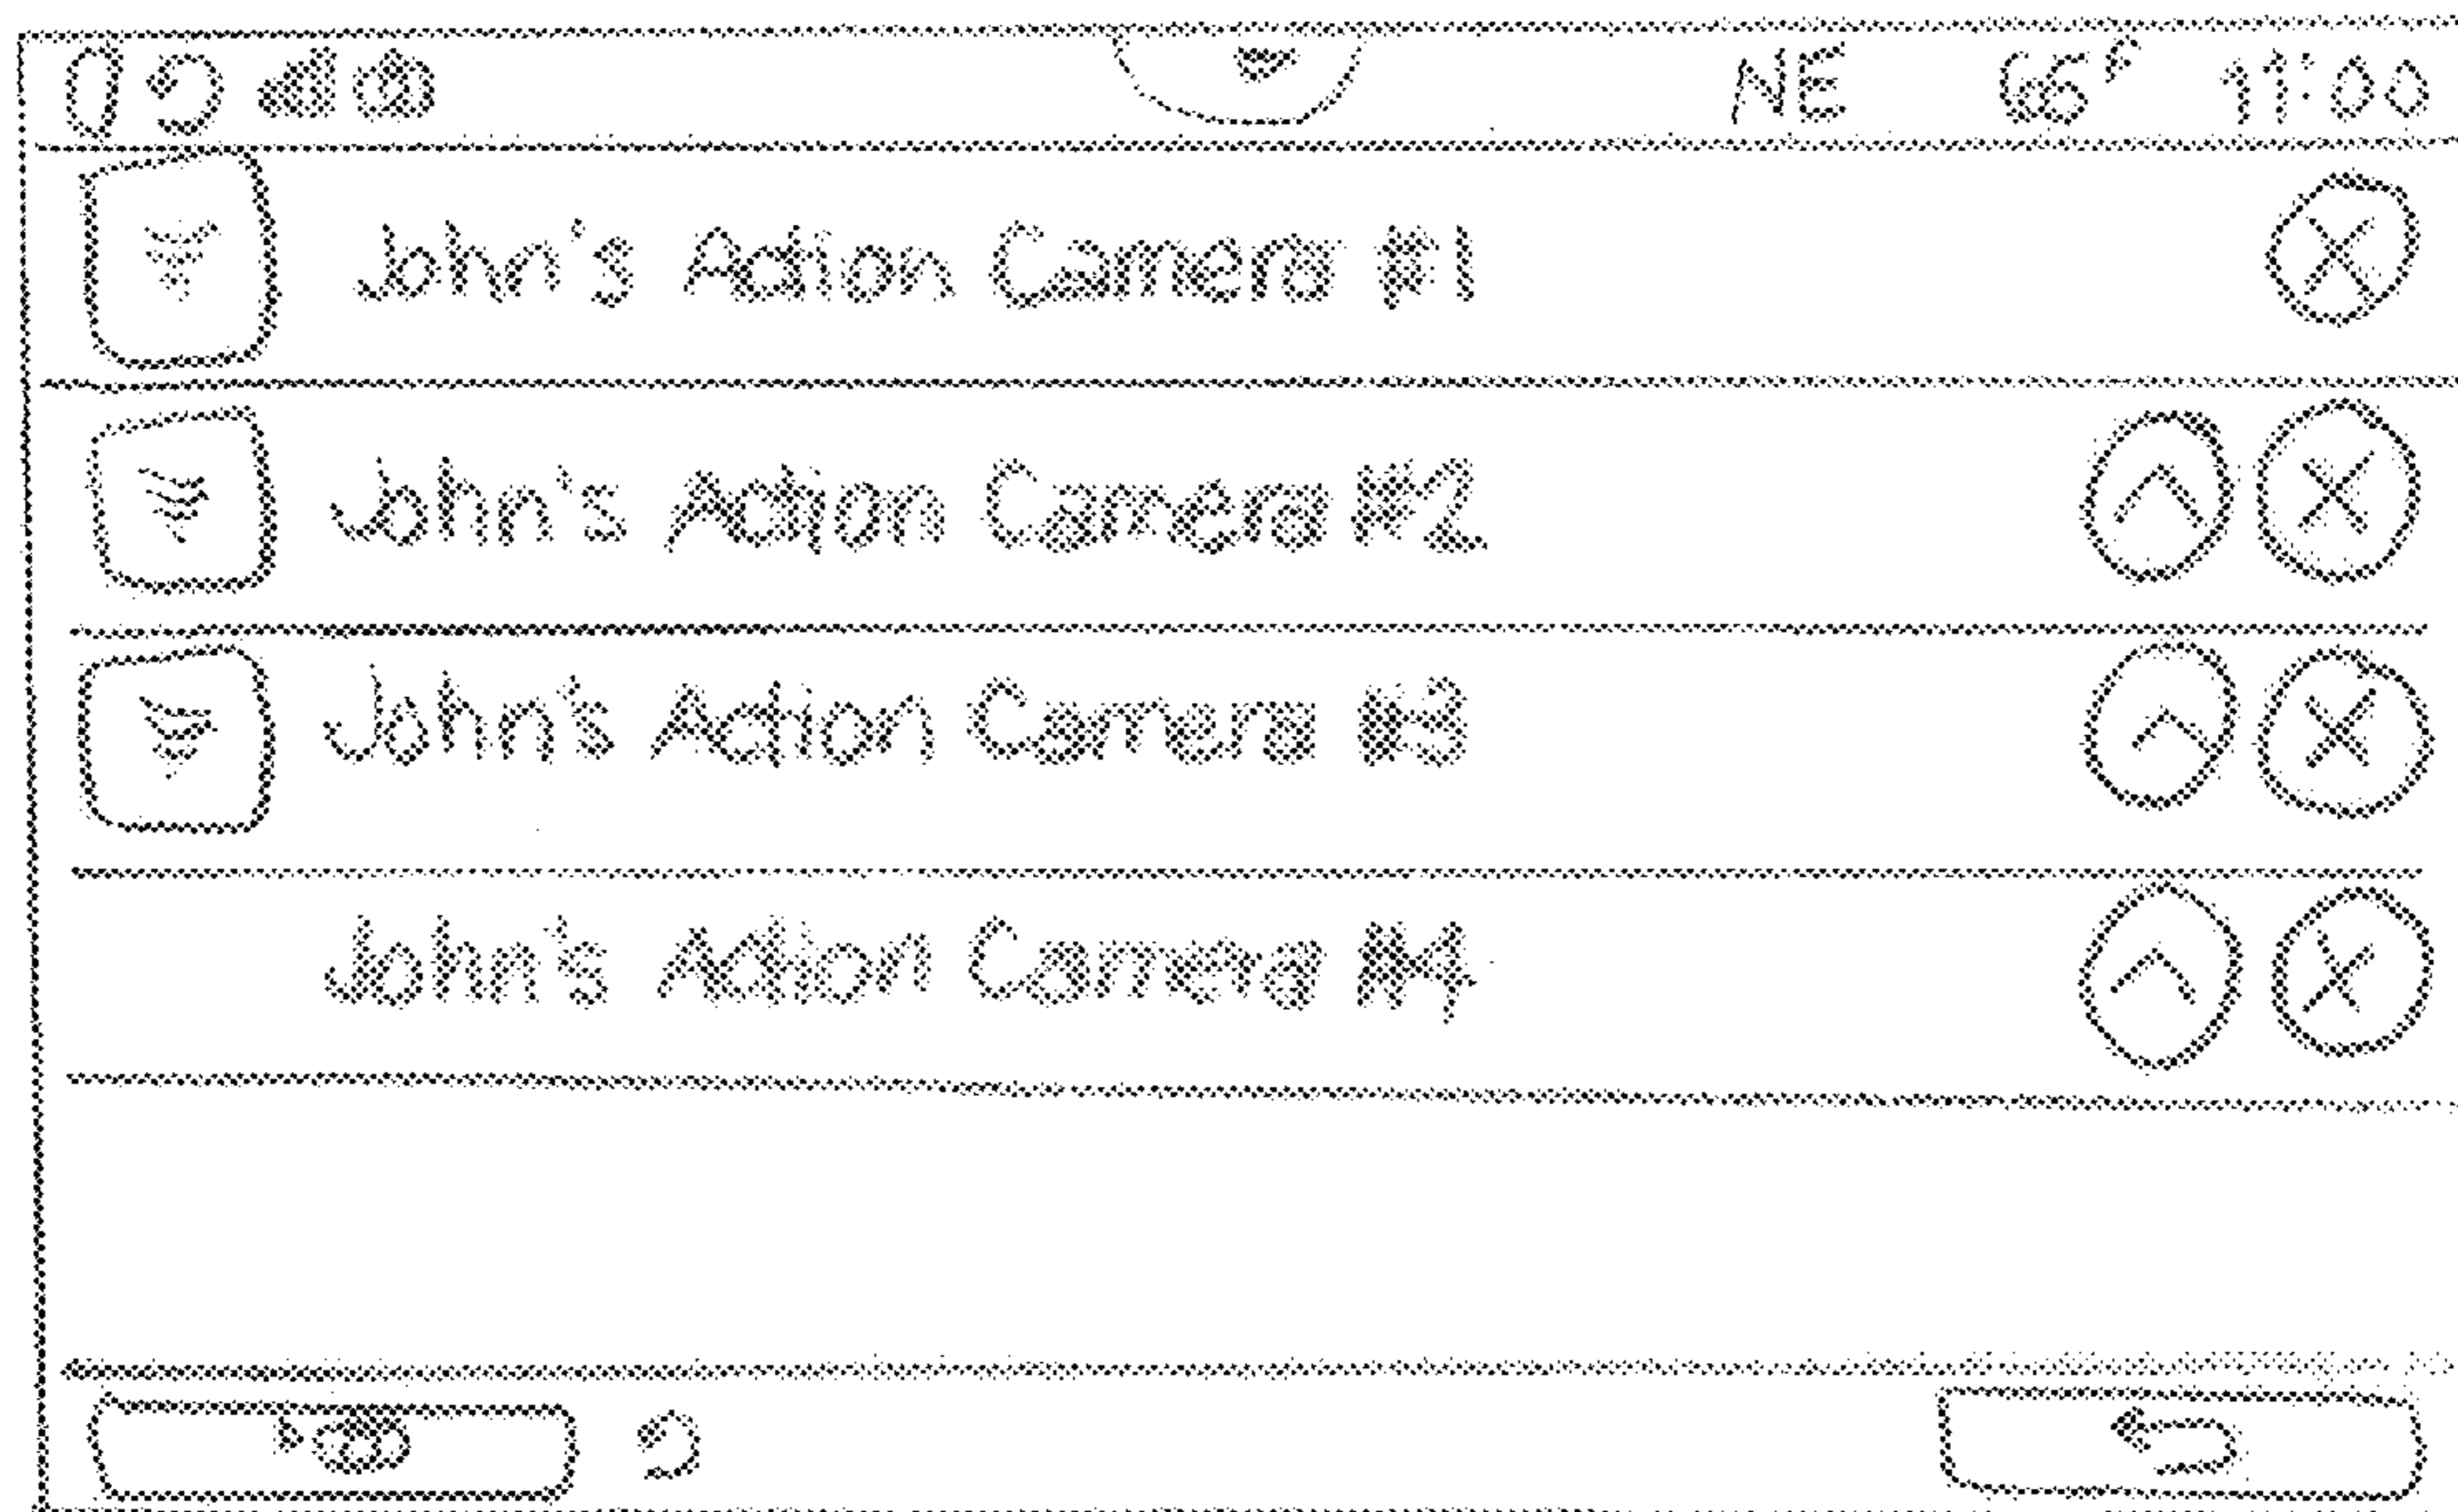 NE 65° 11:00
John's Action Camera #1
John's Action Camera #2
John's Action Camera #3
John's Action Camera #4